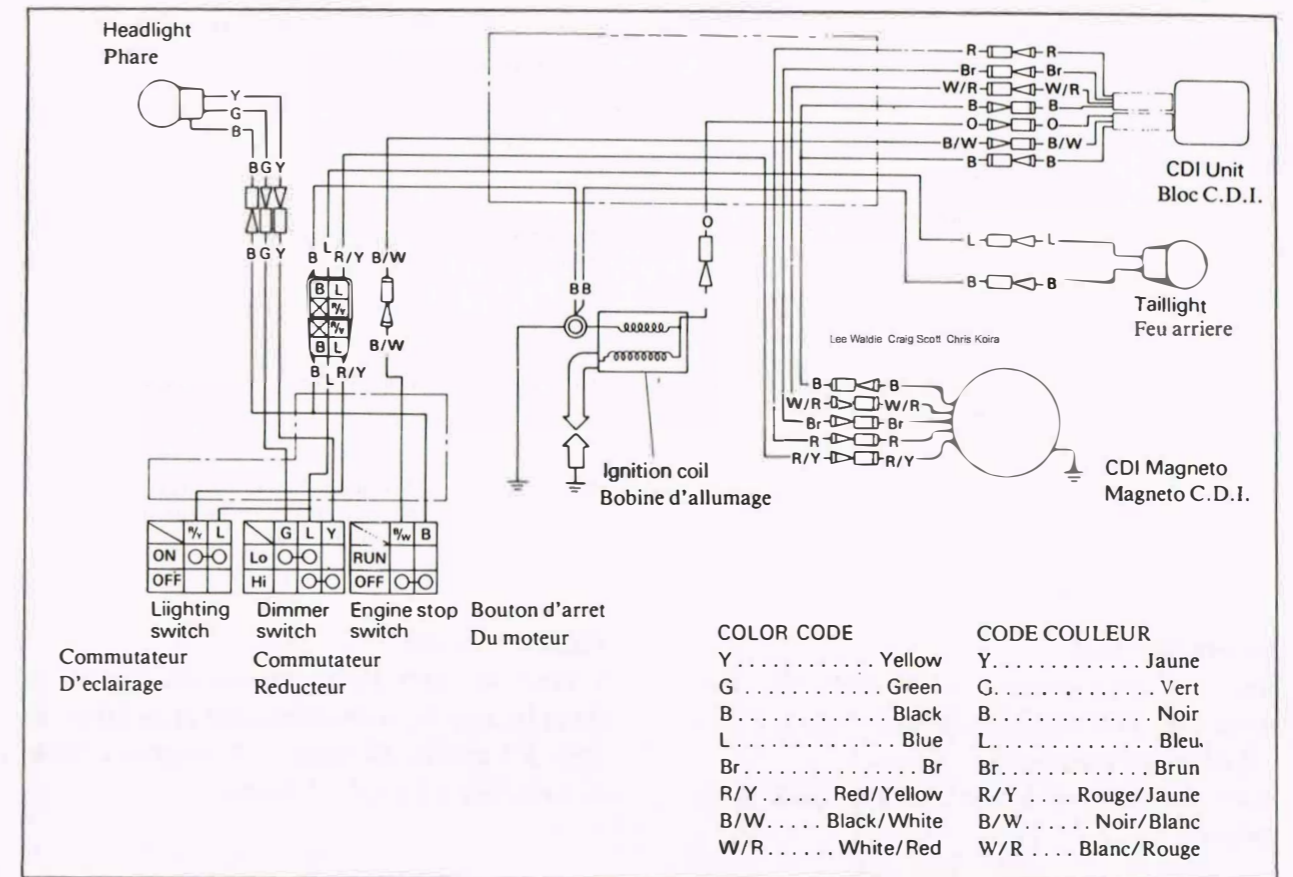 Headlight
Phare
Y
G
B
B G Y
B G Y
B L R/Y B/W
B L
R/Y
R/Y
B L
B/W
B L R/Y
R R
Br Br
W/R W/R
B B
O O
B/W B/W
B B
CDI Unit
Bloc C.D.I.
O
L L
B B
Taillight
Feu arriere
B B
Lee Waldie Craig Scott Chris Koira
B B
W/R W/R
Br Br
R R
R/Y R/Y
Ignition coil
Bobine d'allumage
CDI Magneto
Magneto C.D.I.
R/Y L
ON
OFF
G L Y
Lo
Hi
B/W B
RUN
OFF
Liighting
switch
Dimmer
switch
Engine stop
switch
Bouton d'arret
Du moteur
Commutateur
D'eclairage
Commutateur
Reducteur
COLOR CODE
Y............Yellow
G............Green
B............Black
L............Blue
Br............Br
R/Y......Red/Yellow
B/W.....Black/White
W/R.....White/Red
CODE COULEUR
Y............Jaune
G............Vert
B............Noir
L............Bleu.
Br............Brun
R/Y....Rouge/Jaune
B/W......Noir/Blanc
W/R....Blanc/Rouge